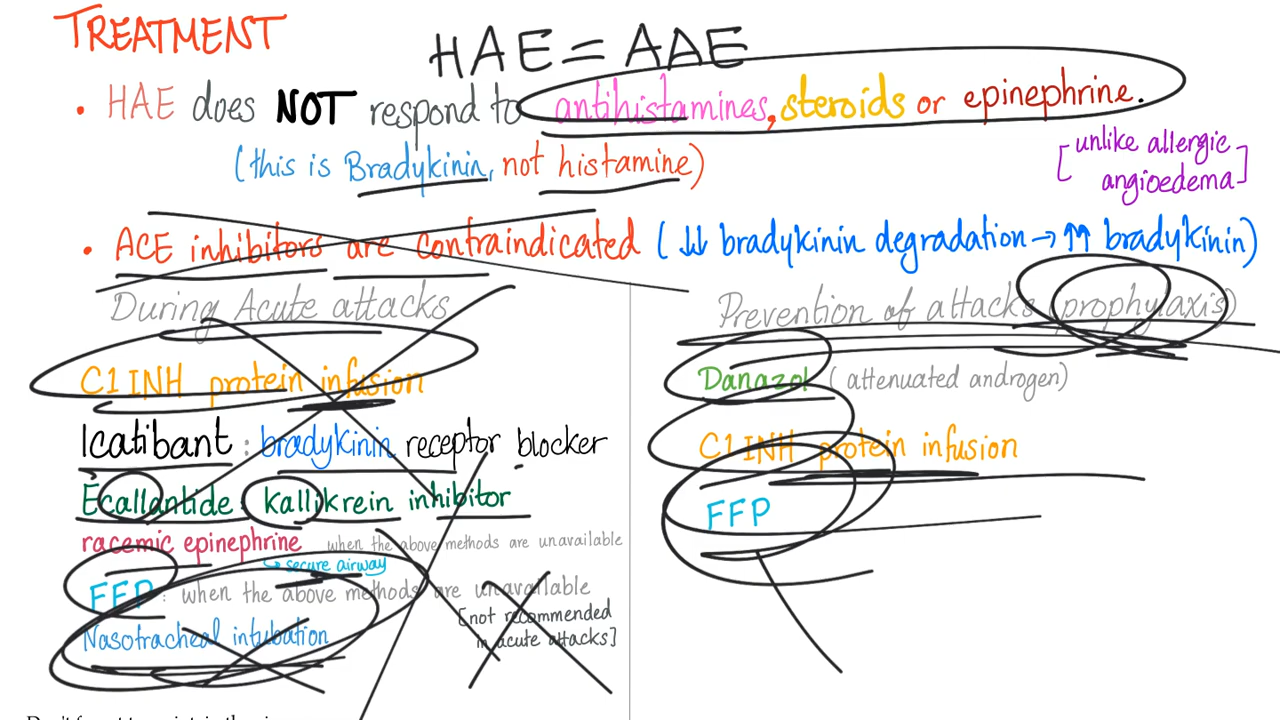 TREATMENT
HAE = AAE
• HAE does NOT respond to antihistamines, steroids or epinephrine.
(this is Bradykinin, not histamine)
[unlike allergic
angioedema]
• ACE inhibitors are contraindicated (↓↓ bradykinin degradation → ↑↑ bradykinin)
During Acute attacks
C1 INH protein infusion
Icatibant : bradykinin receptor blocker
Ecallantide : kallikrein inhibitor
racemic epinephrine when the above methods are unavailable
↳ secure airway
FFP : when the above methods are unavailable
[not recommended
in acute attacks]
Nasotracheal intubation
Prevention of attacks (prophylaxis)
Danazol (attenuated androgen)
C1 INH protein infusion
FFP